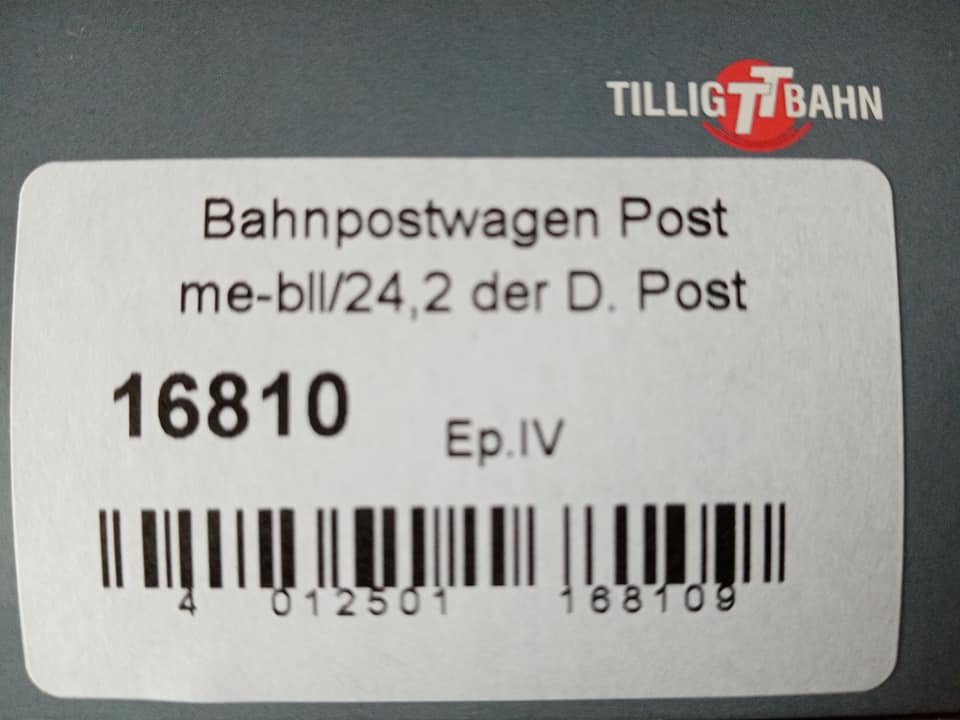 TILLIG TT BAHN
Bahnpostwagen Post
me-bll/24,2 der D. Post
16810
Ep.IV
4 012501 168109